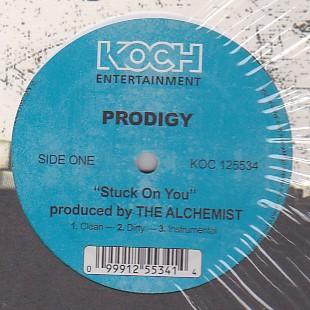 KOCH
ENTERTAINMENT
PRODIGY
SIDE ONE KOC 125534
"Stuck On You"
produced by THE ALCHEMIST
1. Clean — 2. Dirty — 3. Instrumental
0 99912 55341 4